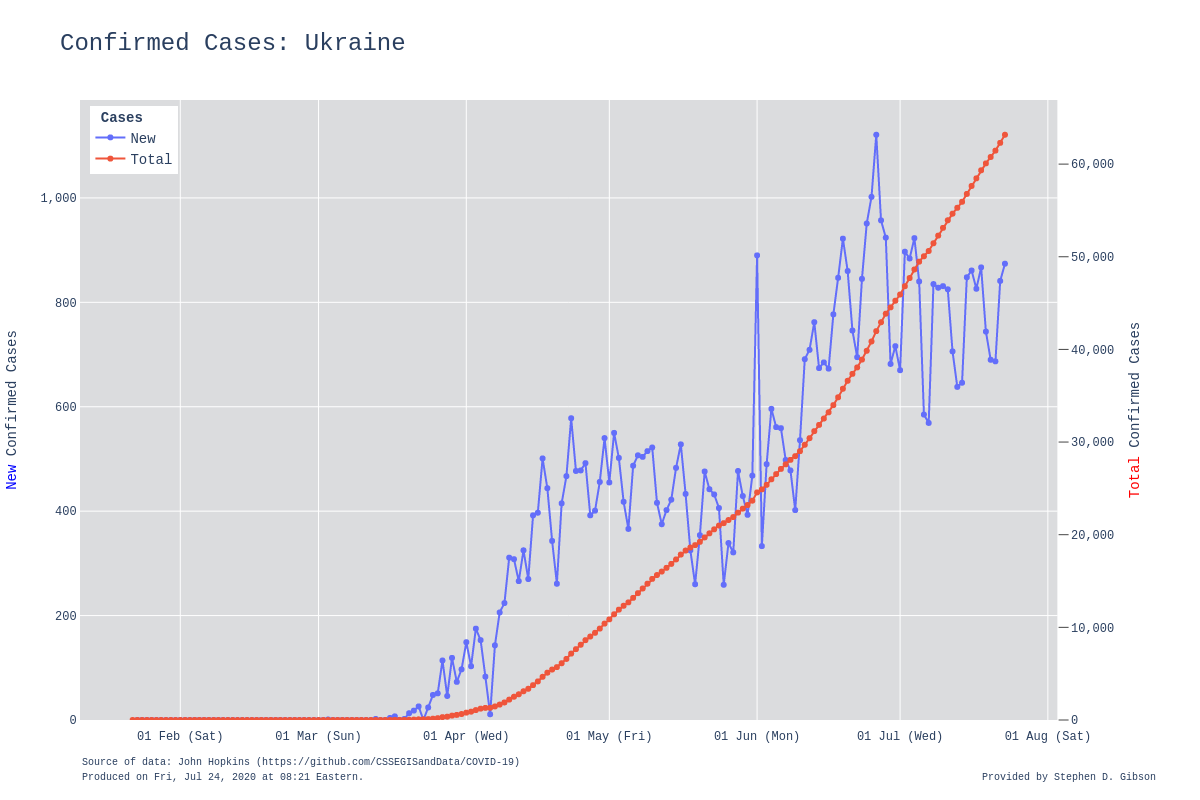 Confirmed Cases: Ukraine
Cases
New
Total
1,000
800
600
400
200
0
60,000
50,000
40,000
30,000
20,000
10,000
0
New Confirmed Cases
Total Confirmed Cases
01 Feb (Sat)
01 Mar (Sun)
01 Apr (Wed)
01 May (Fri)
01 Jun (Mon)
01 Jul (Wed)
01 Aug (Sat)
Source of data: John Hopkins (https://github.com/CSSEGISandData/COVID-19)
Produced on Fri, Jul 24, 2020 at 08:21 Eastern.
Provided by Stephen D. Gibson